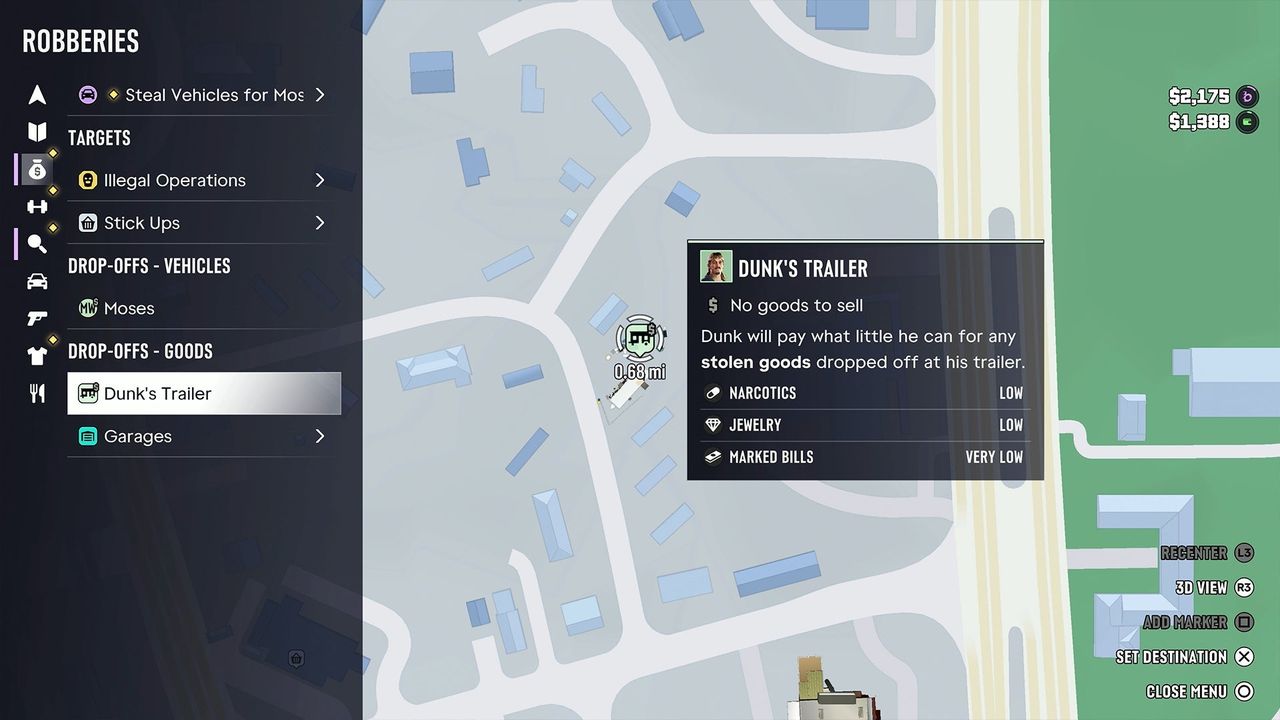 ROBBERIES
Steal Vehicles for Mos
TARGETS
Illegal Operations
Stick Ups
DROP-OFFS - VEHICLES
Moses
DROP-OFFS - GOODS
Dunk's Trailer
Garages
$2,175
$1,388
0.68 mi
DUNK'S TRAILER
$ No goods to sell
Dunk will pay what little he can for any
stolen goods dropped off at his trailer.
NARCOTICS LOW
JEWELRY LOW
MARKED BILLS VERY LOW
RECENTER L3
3D VIEW R3
ADD MARKER
SET DESTINATION
CLOSE MENU